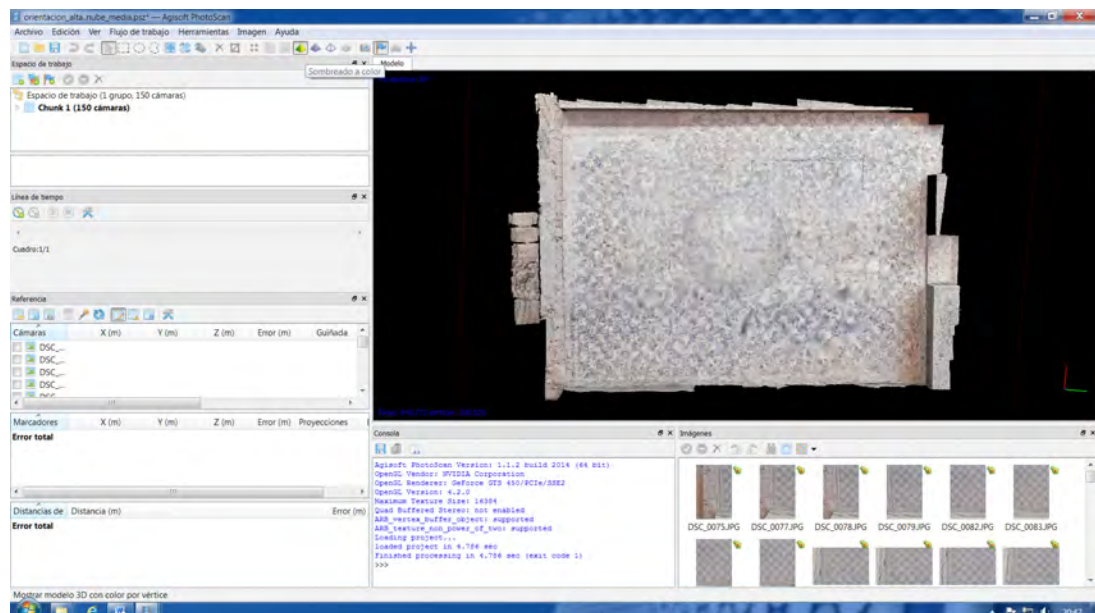 orientacion_alta_nube_media.psz* — Agisoft PhotoScan
Archivo Edición Ver Flujo de trabajo Herramientas Imagen Ayuda
Espacio de trabajo
Modelo
Sombreado a color
Espacio de trabajo (1 grupo, 150 cámaras)
Chunk 1 (150 cámaras)
Línea de tiempo
Cuadro:1/1
Referencia
Cámaras X (m) Y (m) Z (m) Error (m) Guiñada
DSC_...
DSC_...
DSC_...
DSC_...
Marcadores X (m) Y (m) Z (m) Error (m) Proyecciones
Error total
Distancias de Distancia (m) Error (m)
Error total
Consola
Agisoft PhotoScan Version: 1.1.2 build 2014 (64 bit)
OpenGL Vendor: NVIDIA Corporation
OpenGL Renderer: GeForce GTS 450/PCIe/SSE2
OpenGL Version: 4.2.0
Maximum Texture Size: 16384
Quad Buffered Stereo: not enabled
ARB_vertex_buffer_object: supported
ARB_texture_non_power_of_two: supported
Loading project...
loaded project in 4.786 sec
Finished processing in 4.786 sec (exit code 1)
>>>
Imágenes
DSC_0075.JPG DSC_0077.JPG DSC_0078.JPG DSC_0079.JPG DSC_0082.JPG DSC_0083.JPG
Mostrar modelo 3D con color por vértice
20:47